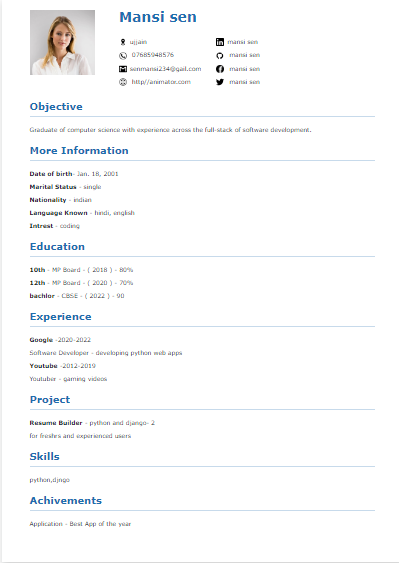 Mansi sen
ujjain
mansi sen
07685948576
mansi sen
senmansi234@gail.com
mansi sen
http//animator.com
mansi sen
Objective
Graduate of computer science with experience across the full-stack of software development.
More Information
Date of birth- Jan. 18, 2001
Marital Status - single
Nationality - indian
Language Known - hindi, english
Intrest - coding
Education
10th - MP Board - ( 2018 ) - 80%
12th - MP Board - ( 2020 ) - 70%
bachlor - CBSE - ( 2022 ) - 90
Experience
Google -2020-2022
Software Developer - developing python web apps
Youtube -2012-2019
Youtuber - gaming videos
Project
Resume Builder - python and django- 2
for freshrs and experienced users
Skills
python,djngo
Achivements
Application - Best App of the year